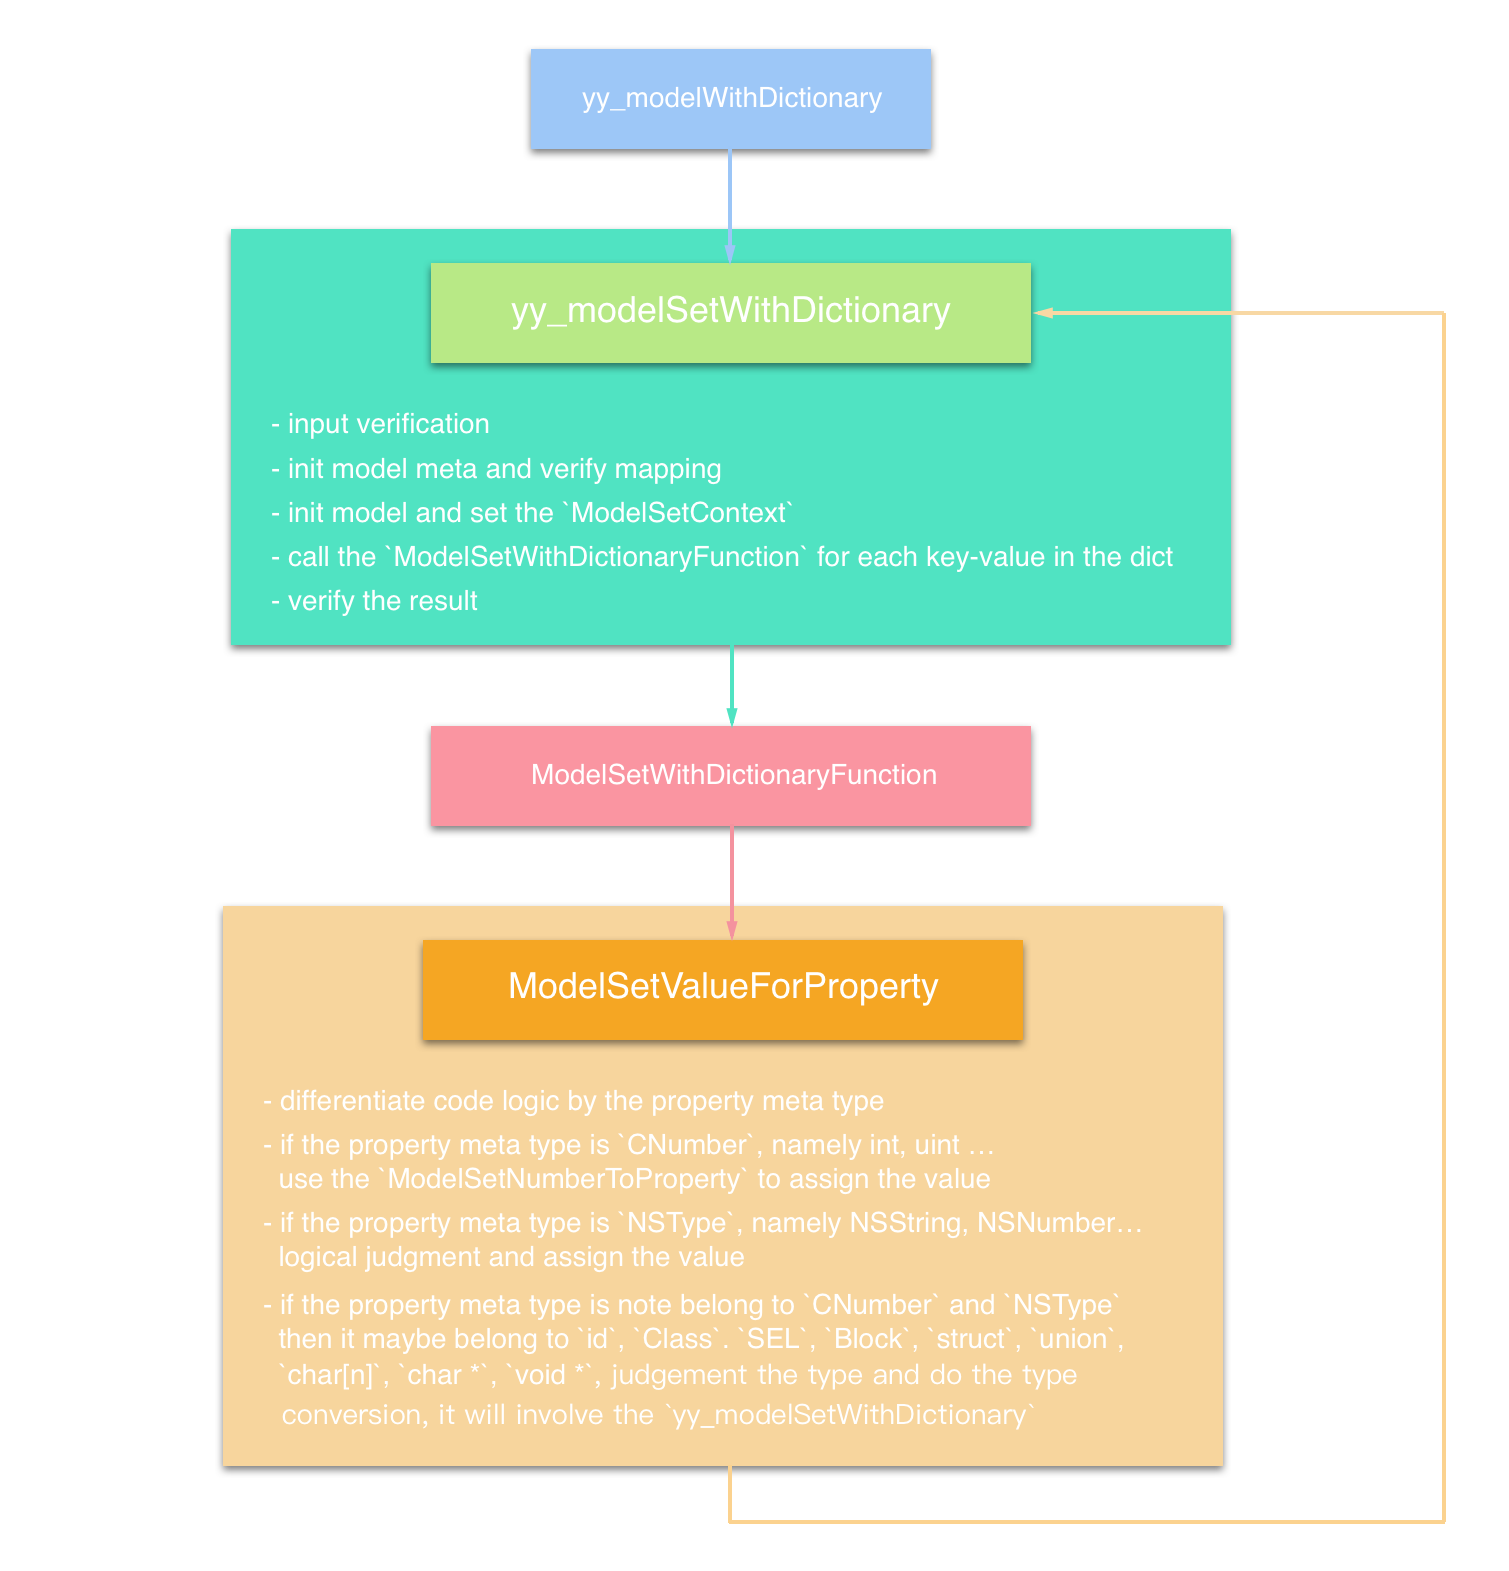 yy_modelWithDictionary
yy_modelSetWithDictionary
- input verification
- init model meta and verify mapping
- init model and set the `ModelSetContext`
- call the `ModelSetWithDictionaryFunction` for each key-value in the dict
- verify the result
ModelSetWithDictionaryFunction
ModelSetValueForProperty
- differentiate code logic by the property meta type
- if the property meta type is `CNumber`, namely int, uint …
use the `ModelSetNumberToProperty` to assign the value
- if the property meta type is `NSType`, namely NSString, NSNumber…
logical judgment and assign the value
- if the property meta type is note belong to `CNumber` and `NSType`
then it maybe belong to `id`, `Class`. `SEL`, `Block`, `struct`, `union`,
`char[n]`, `char *`, `void *`, judgement the type and do the type
conversion, it will involve the `yy_modelSetWithDictionary`